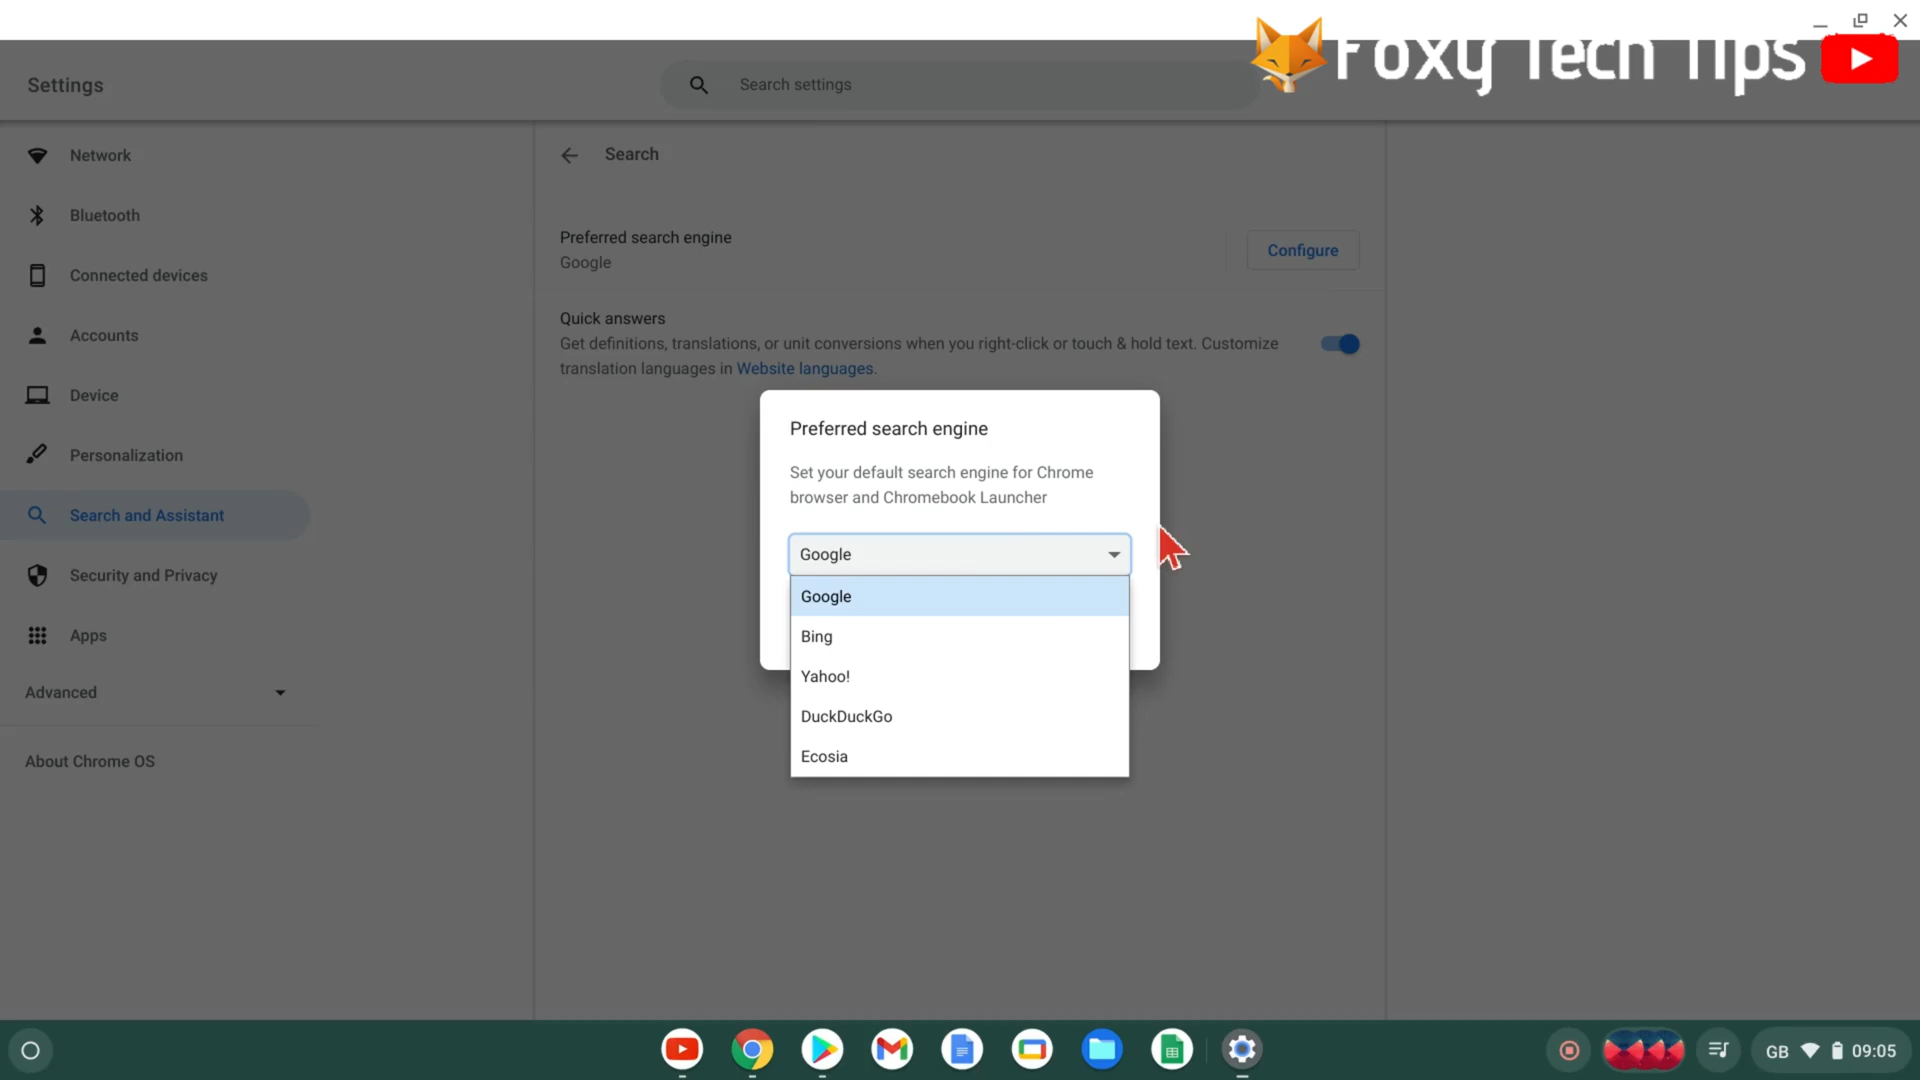 Foxy Tech Tips
Settings
Search settings
Network
Bluetooth
Connected devices
Accounts
Device
Personalization
Search and Assistant
Security and Privacy
Apps
Advanced
About Chrome OS
Search
Preferred search engine
Google
Configure
Quick answers
Get definitions, translations, or unit conversions when you right-click or touch & hold text. Customize
translation languages in Website languages.
Preferred search engine
Set your default search engine for Chrome
browser and Chromebook Launcher
Google
Google
Bing
Yahoo!
DuckDuckGo
Ecosia
GB 09:05